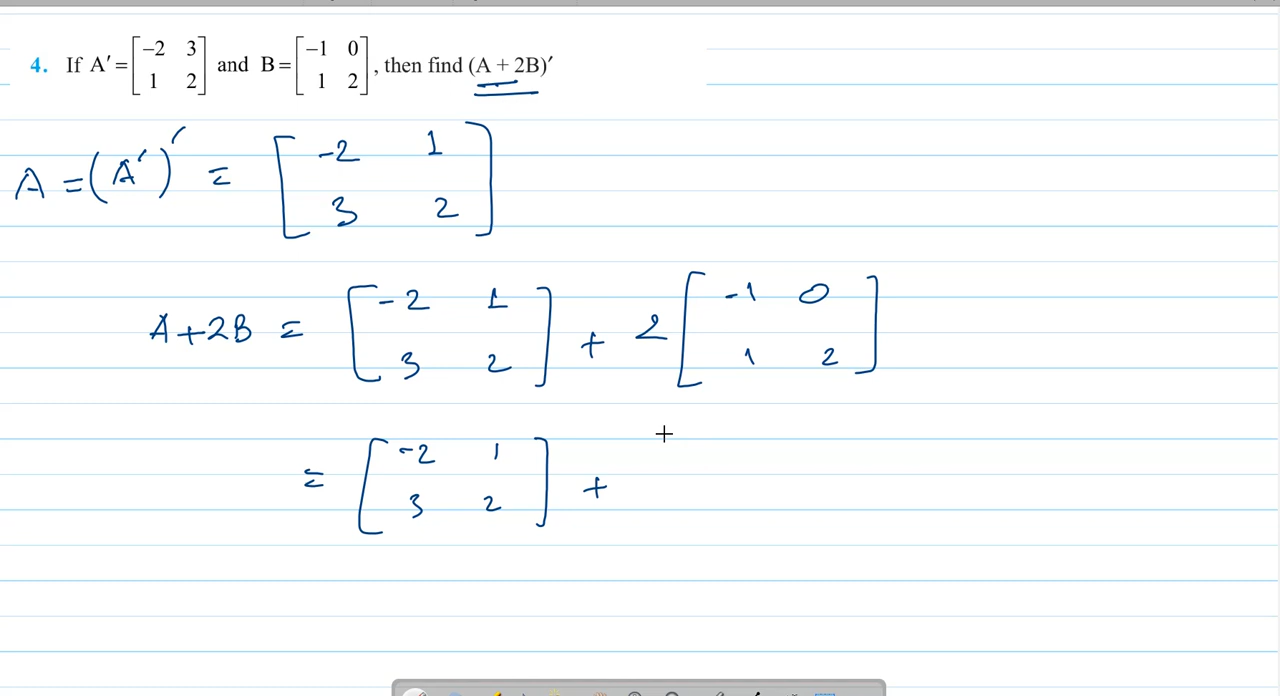 4. If A′ = [ −2 3 ; 1 2 ] and B = [ −1 0 ; 1 2 ], then find (A + 2B)′
A = (A′)′ = [ -2 1 ; 3 2 ]
A+2B = [ -2 1 ; 3 2 ] + 2 [ -1 0 ; 1 2 ]
= [ -2 1 ; 3 2 ] +